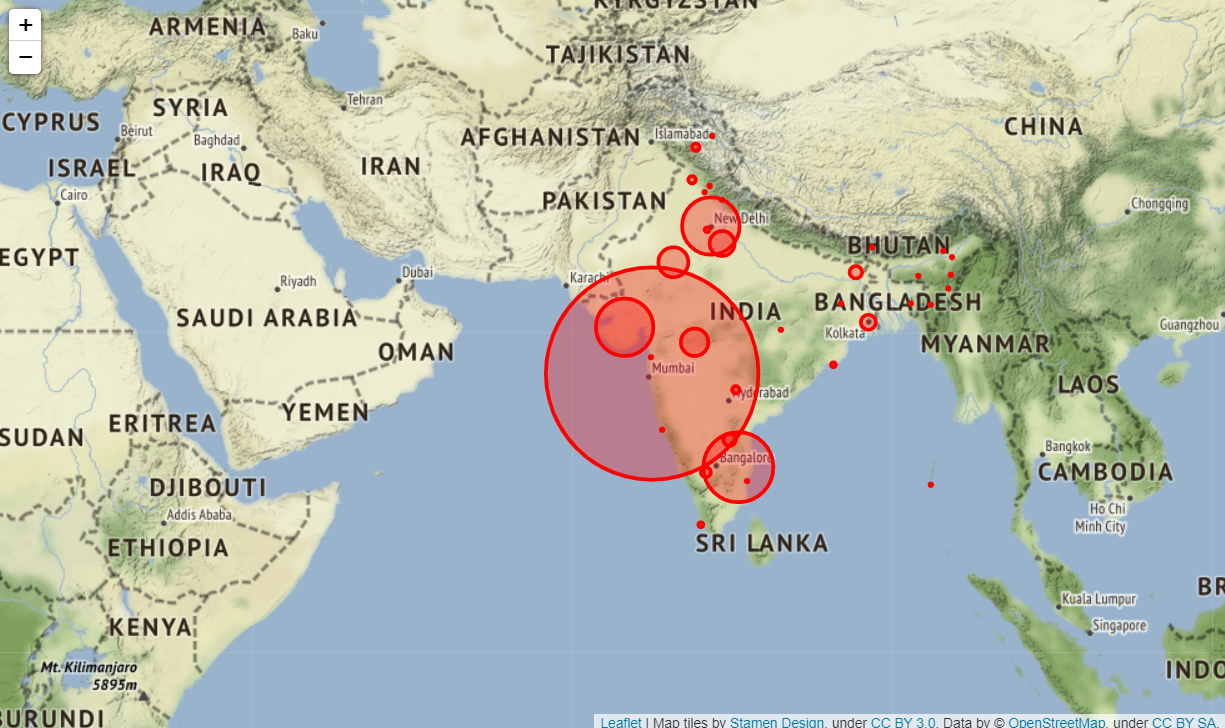 +
−
KYRGYZSTAN
ARMENIA
Baku
TAJIKISTAN
Tehran
SYRIA
CYPRUS
Beirut
Baghdad
AFGHANISTAN
Islamabad
CHINA
ISRAEL
IRAQ
IRAN
Cairo
PAKISTAN
Chongqing
New Delhi
EGYPT
BHUTAN
Riyadh
Dubai
Karachi
SAUDI ARABIA
INDIA
BANGLADESH
Kolkata
Guangzhou
OMAN
MYANMAR
Mumbai
LAOS
Hyderabad
YEMEN
ERITREA
SUDAN
Bangkok
Bangalore
CAMBODIA
DJIBOUTI
Addis Ababa
Ho Chi
Minh City
ETHIOPIA
SRI LANKA
BR
Kuala Lumpur
Singapore
KENYA
Mt. Kilimanjaro
5895m
INDO
BURUNDI
Leaflet | Map tiles by Stamen Design, under CC BY 3.0. Data by © OpenStreetMap, under CC BY SA.